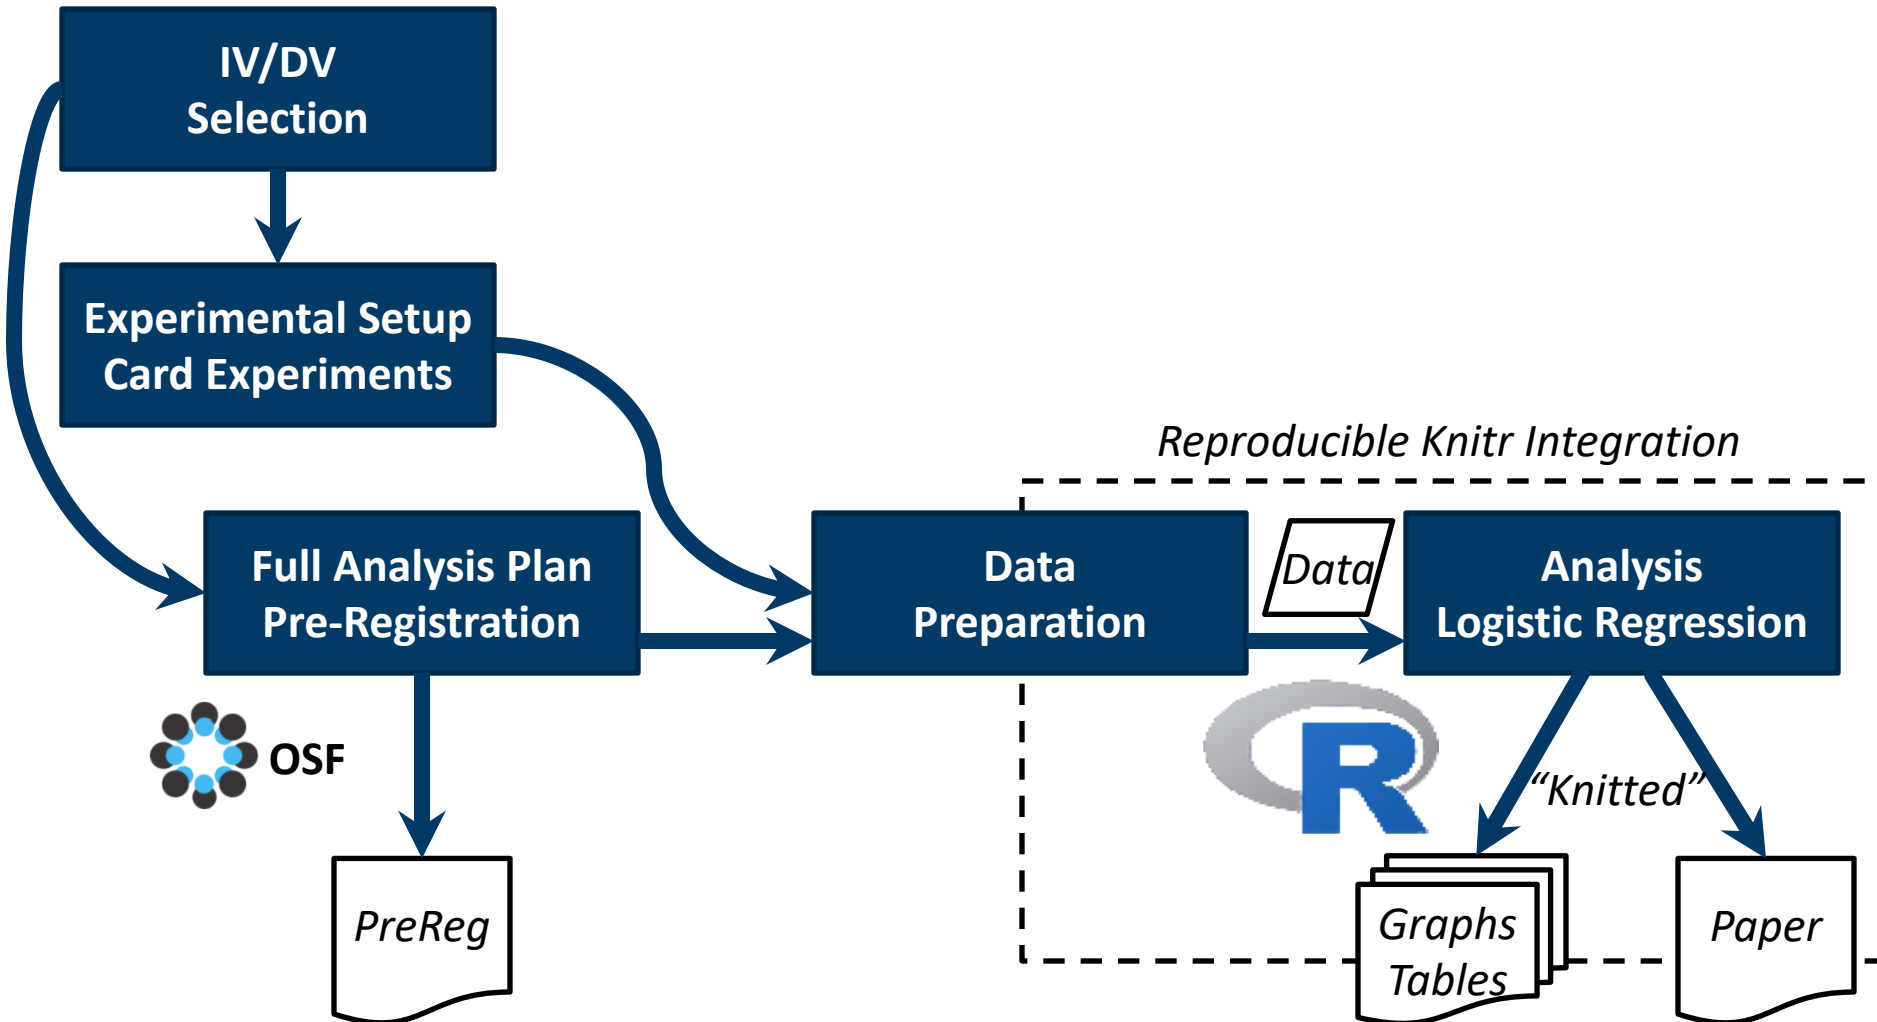 IV/DV
Selection
Experimental Setup
Card Experiments
Reproducible Knitr Integration
Full Analysis Plan
Pre-Registration
Data
Preparation
Data
Analysis
Logistic Regression
OSF
R
“Knitted”
PreReg
Graphs
Tables
Paper